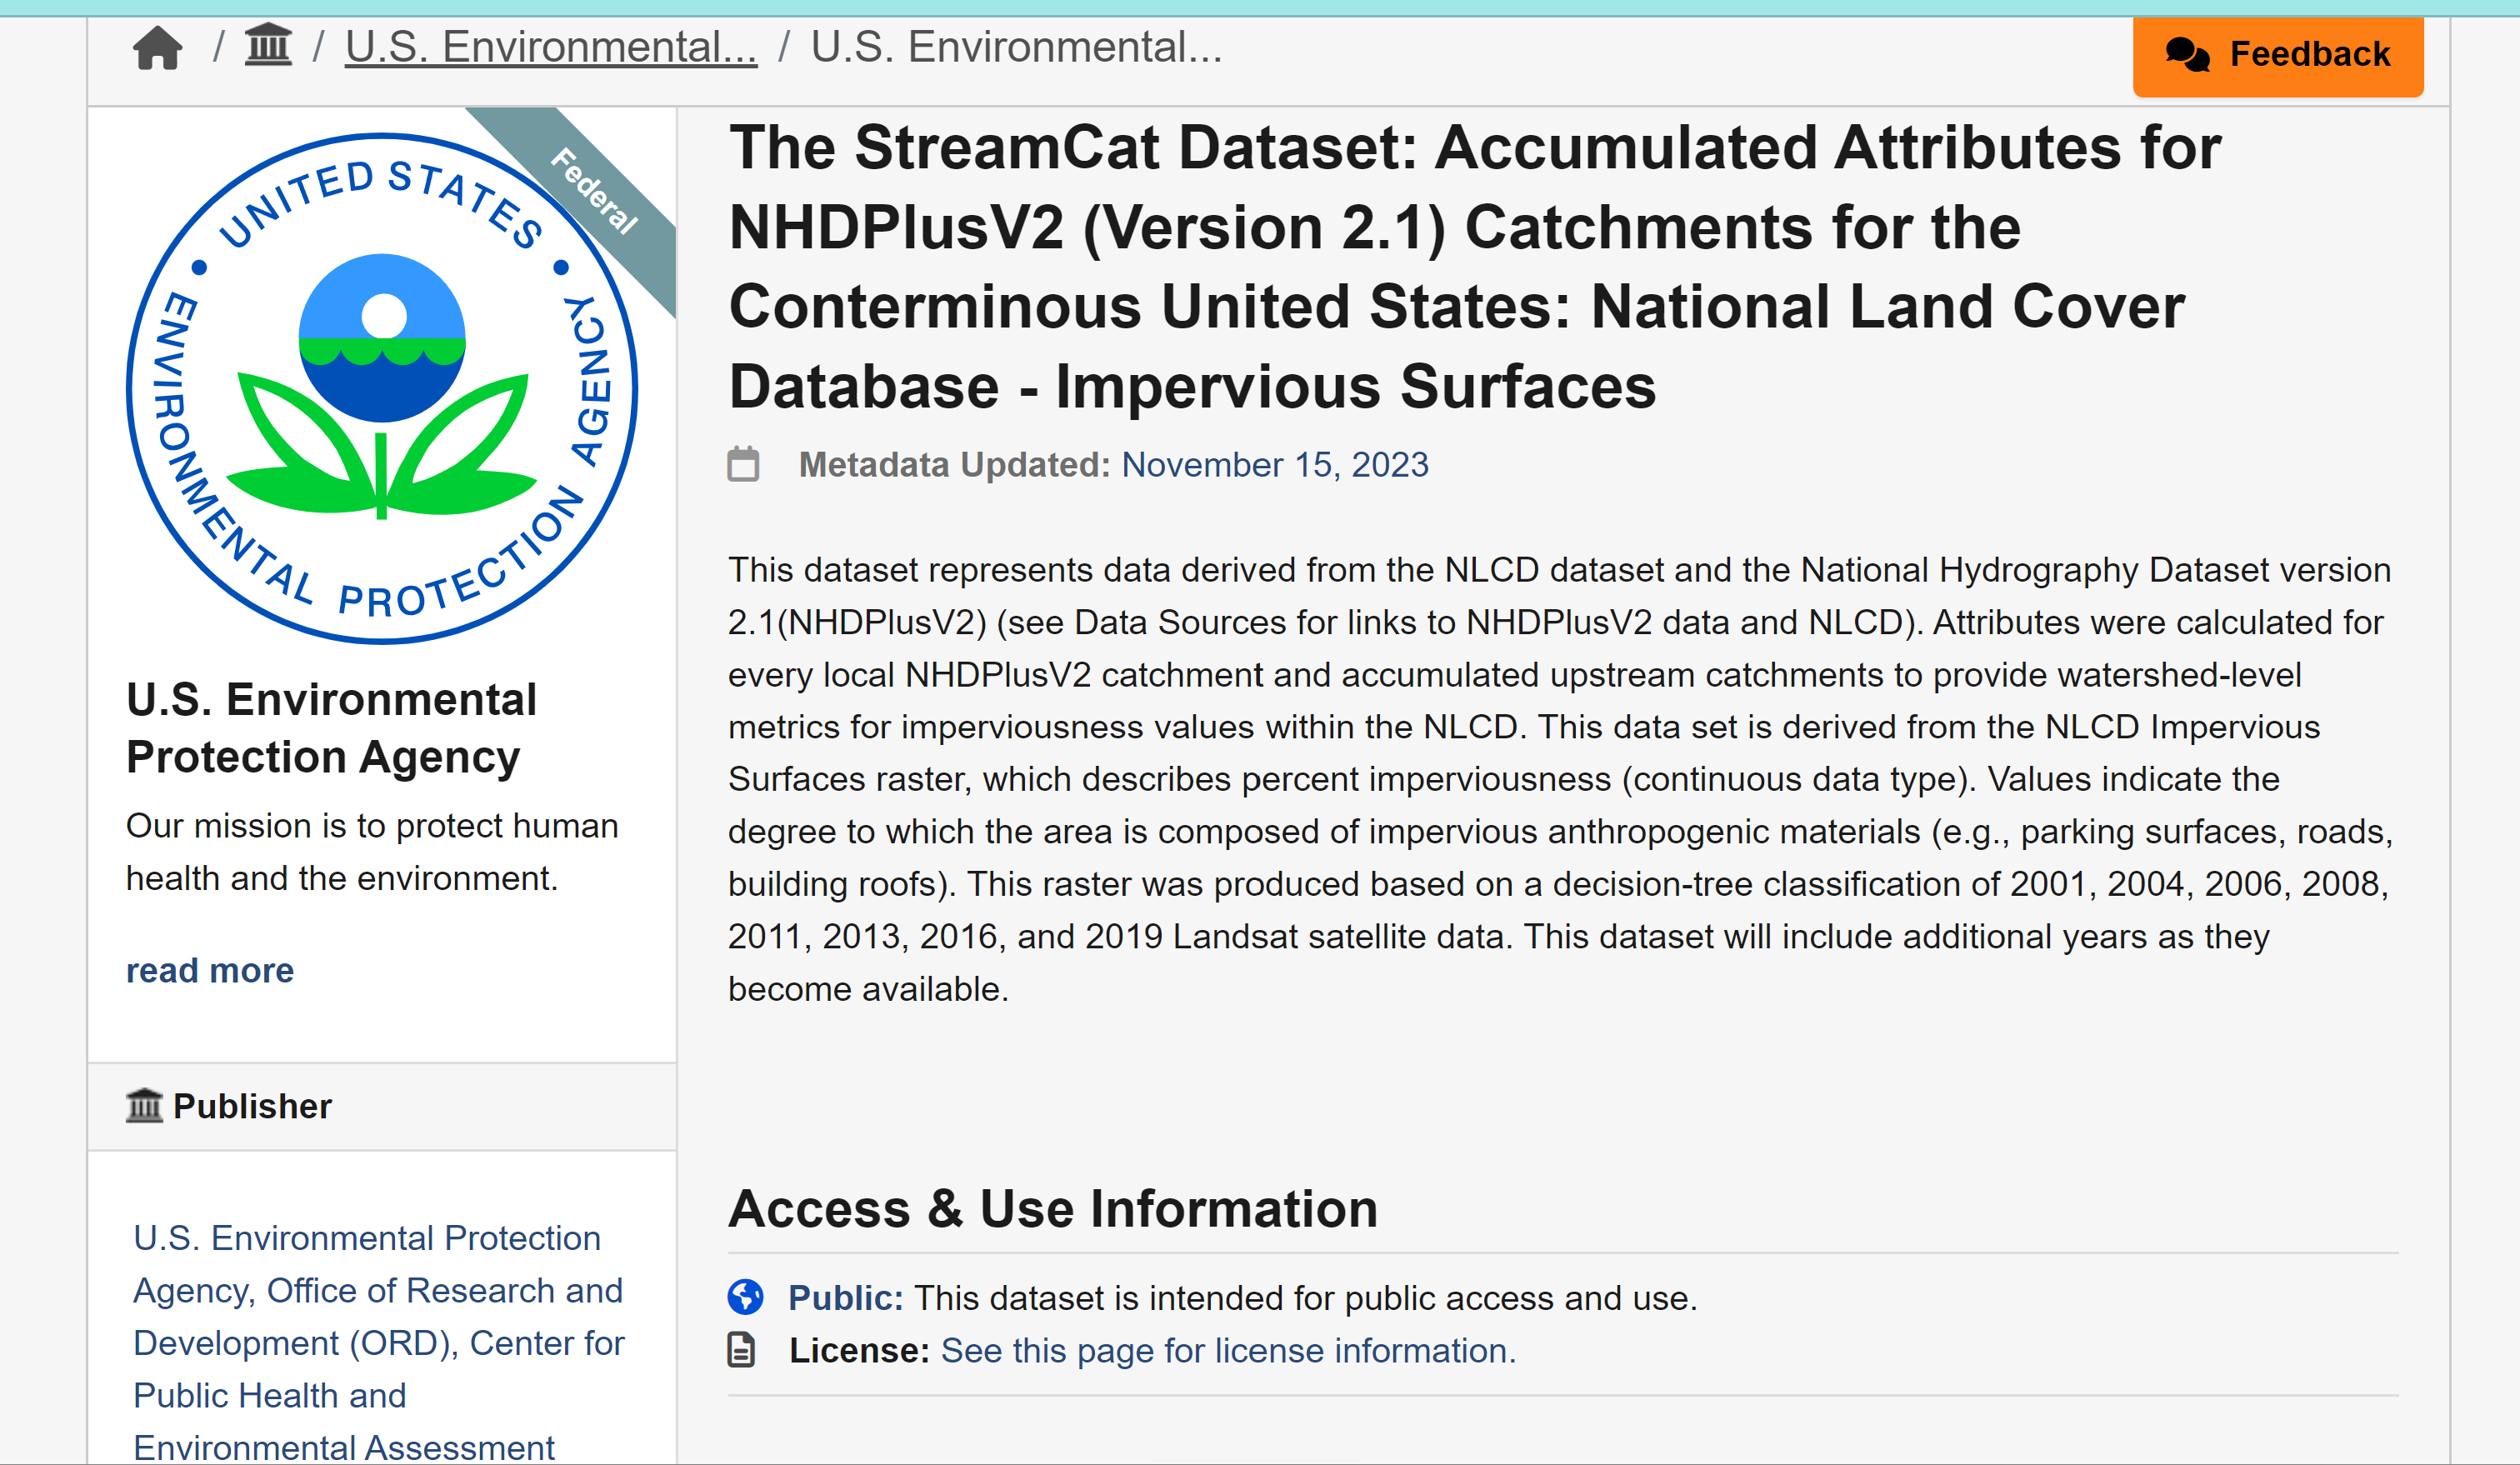 / / U.S. Environmental... / U.S. Environmental...
Feedback
Federal
UNITED STATES
ENVIRONMENTAL PROTECTION AGENCY
U.S. Environmental
Protection Agency
Our mission is to protect human
health and the environment.
read more
Publisher
U.S. Environmental Protection
Agency, Office of Research and
Development (ORD), Center for
Public Health and
Environmental Assessment
The StreamCat Dataset: Accumulated Attributes for
NHDPlusV2 (Version 2.1) Catchments for the
Conterminous United States: National Land Cover
Database - Impervious Surfaces
Metadata Updated: November 15, 2023
This dataset represents data derived from the NLCD dataset and the National Hydrography Dataset version
2.1(NHDPlusV2) (see Data Sources for links to NHDPlusV2 data and NLCD). Attributes were calculated for
every local NHDPlusV2 catchment and accumulated upstream catchments to provide watershed-level
metrics for imperviousness values within the NLCD. This data set is derived from the NLCD Impervious
Surfaces raster, which describes percent imperviousness (continuous data type). Values indicate the
degree to which the area is composed of impervious anthropogenic materials (e.g., parking surfaces, roads,
building roofs). This raster was produced based on a decision-tree classification of 2001, 2004, 2006, 2008,
2011, 2013, 2016, and 2019 Landsat satellite data. This dataset will include additional years as they
become available.
Access & Use Information
Public: This dataset is intended for public access and use.
License: See this page for license information.